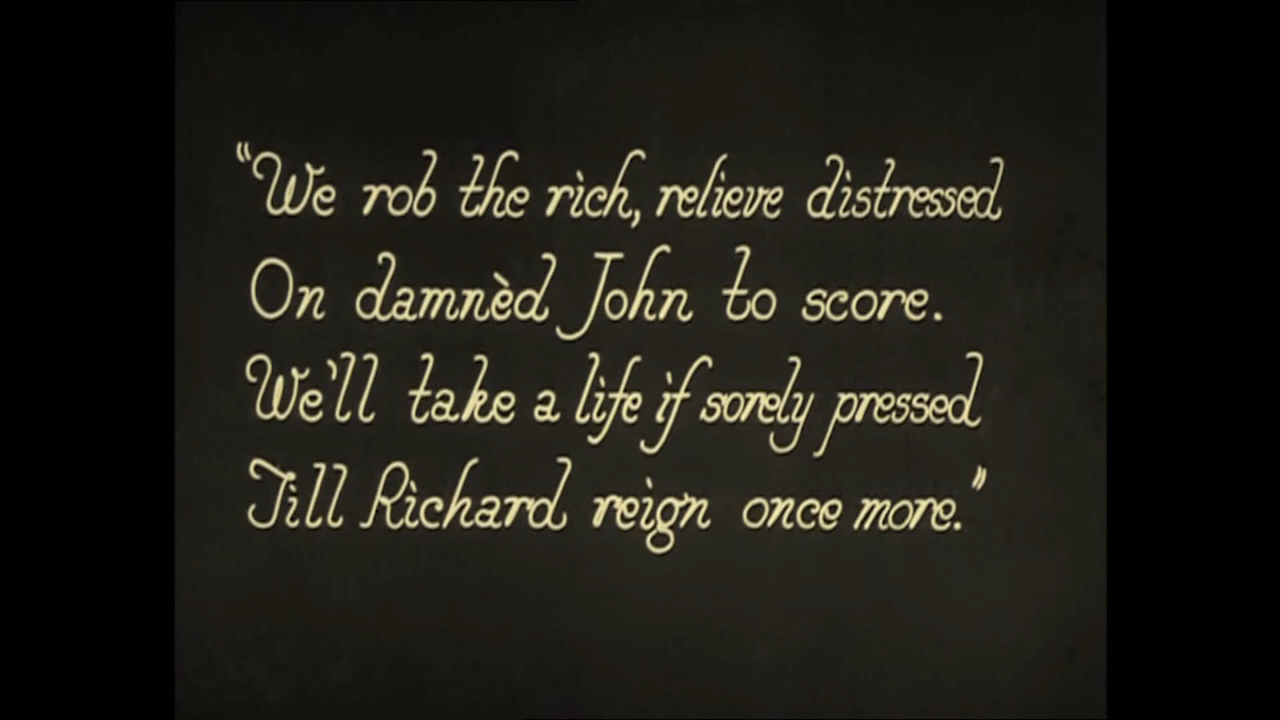 “We rob the rich, relieve distressed
On damnèd John to score.
We'll take a life if sorely pressed
Till Richard reign once more.”